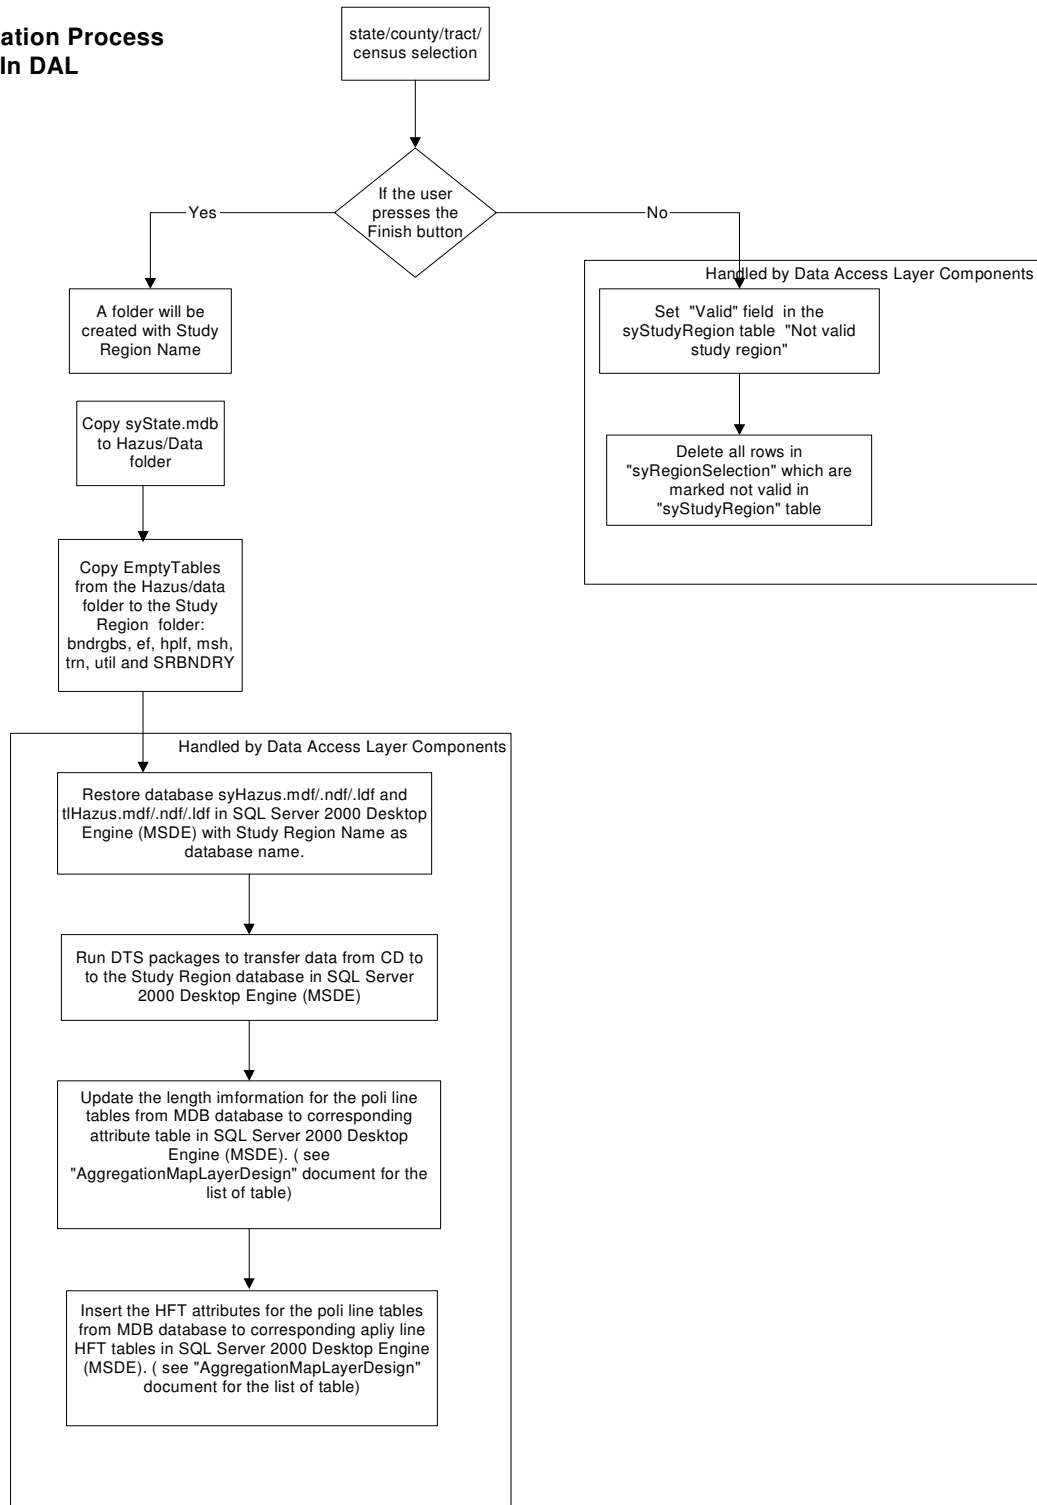 ation Process
In DAL
state/county/tract/
census selection
If the user
presses the
Finish button
Yes
No
A folder will be
created with Study
Region Name
Handled by Data Access Layer Components
Set "Valid" field in the
syStudyRegion table "Not valid
study region"
Delete all rows in
"syRegionSelection" which are
marked not valid in
"syStudyRegion" table
Copy syState.mdb
to Hazus/Data
folder
Copy EmptyTables
from the Hazus/data
folder to the Study
Region folder:
bndrgbs, ef, hplf, msh,
trn, util and SRBNDRY
Handled by Data Access Layer Components
Restore database syHazus.mdf/.ndf/.ldf and
tlHazus.mdf/.ndf/.ldf in SQL Server 2000 Desktop
Engine (MSDE) with Study Region Name as
database name.
Run DTS packages to transfer data from CD to
to the Study Region database in SQL Server
2000 Desktop Engine (MSDE)
Update the length imformation for the poli line
tables from MDB database to corresponding
attribute table in SQL Server 2000 Desktop
Engine (MSDE). ( see
"AggregationMapLayerDesign" document for the
list of table)
Insert the HFT attributes for the poli line tables
from MDB database to corresponding apliy line
HFT tables in SQL Server 2000 Desktop Engine
(MSDE). ( see "AggregationMapLayerDesign"
document for the list of table)